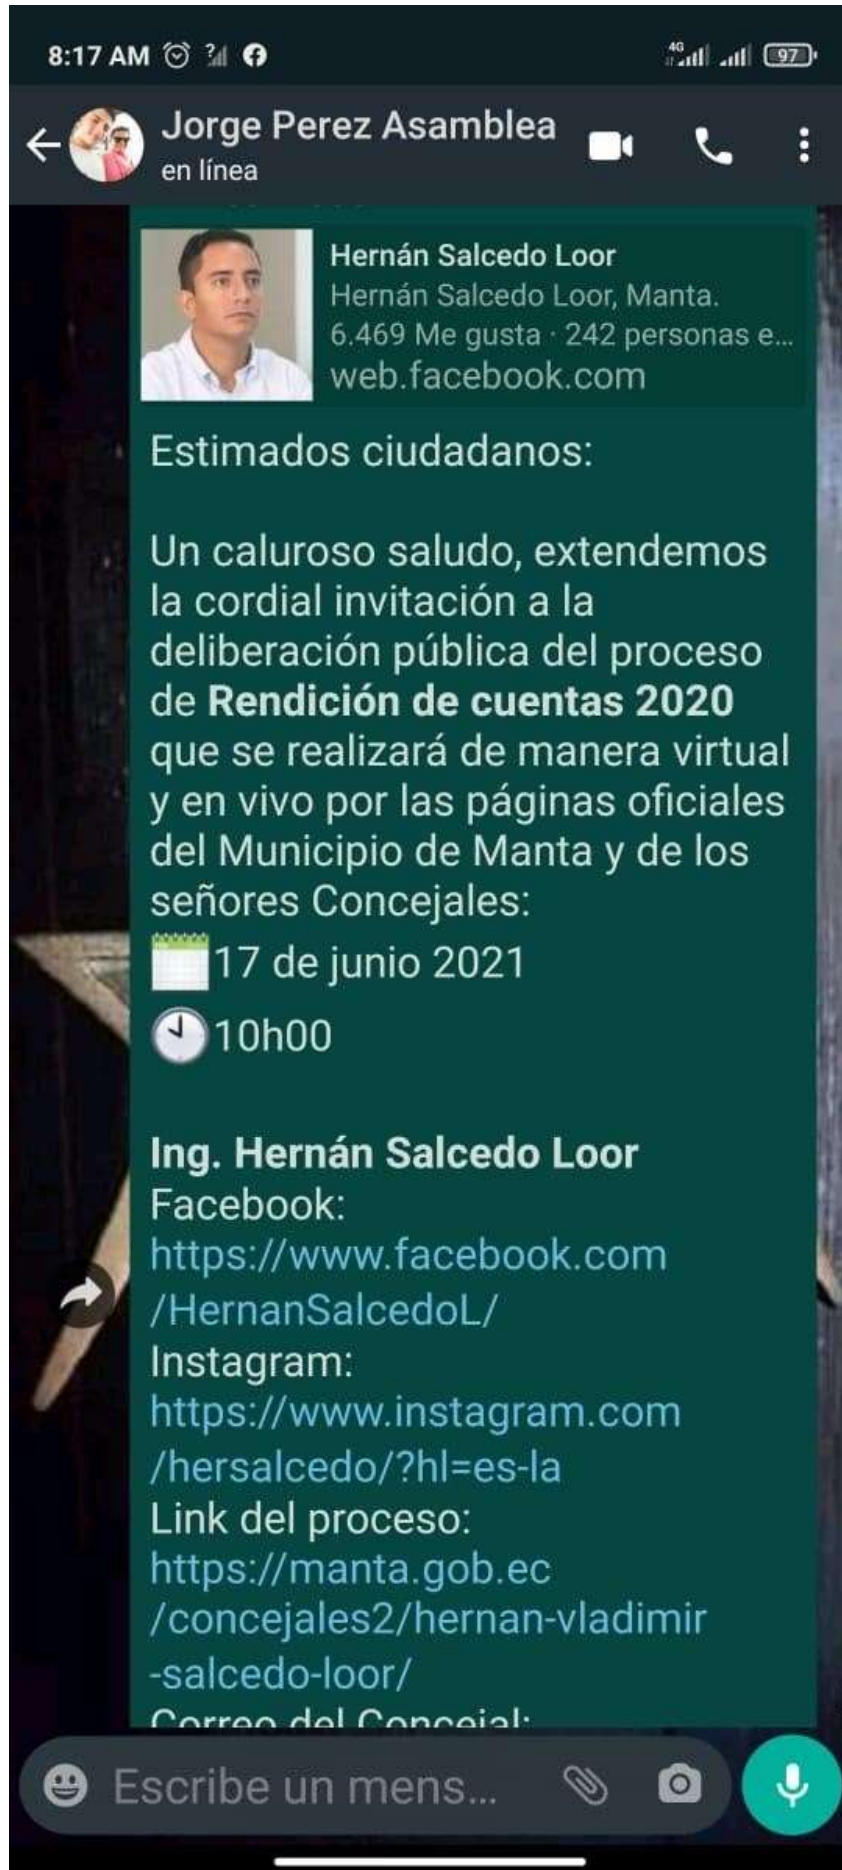 8:17 AM
4G
97
Jorge Perez Asamblea
en línea
Hernán Salcedo Loor
Hernán Salcedo Loor, Manta.
6.469 Me gusta · 242 personas e...
web.facebook.com
Estimados ciudadanos:
Un caluroso saludo, extendemos
la cordial invitación a la
deliberación pública del proceso
de Rendición de cuentas 2020
que se realizará de manera virtual
y en vivo por las páginas oficiales
del Municipio de Manta y de los
señores Concejales:
17 de junio 2021
10h00
Ing. Hernán Salcedo Loor
Facebook:
https://www.facebook.com
/HernanSalcedoL/
Instagram:
https://www.instagram.com
/hersalcedo/?hl=es-la
Link del proceso:
https://manta.gob.ec
/concejales2/hernan-vladimir
-salcedo-loor/
Correo del Concejal:
Escribe un mens...